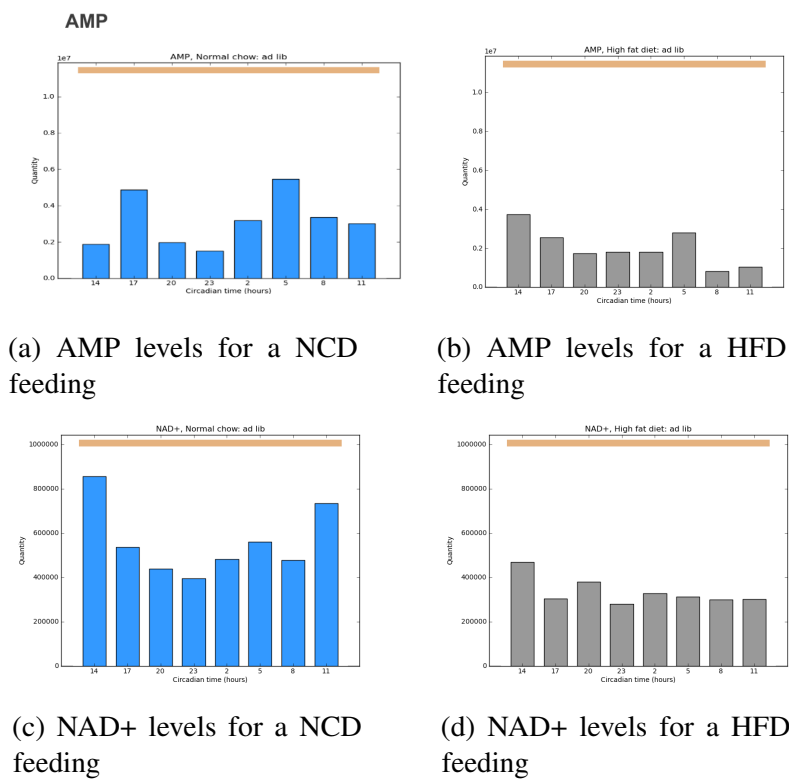 AMP
AMP, Normal chow: ad lib
1e7
1.0
0.8
0.6
0.4
0.2
0.0
Quantity
14 17 20 23 2 5 8 11
Circadian time (hours)
(a) AMP levels for a NCD
feeding
AMP, High fat diet: ad lib
1e7
1.0
0.8
0.6
0.4
0.2
0.0
Quantity
14 17 20 23 2 5 8 11
Circadian time (hours)
(b) AMP levels for a HFD
feeding
NAD+, Normal chow: ad lib
1000000
800000
600000
400000
200000
0
Quantity
14 17 20 23 2 5 8 11
Circadian time (hours)
(c) NAD+ levels for a NCD
feeding
NAD+, High fat diet: ad lib
1000000
800000
600000
400000
200000
0
Quantity
14 17 20 23 2 5 8 11
Circadian time (hours)
(d) NAD+ levels for a HFD
feeding